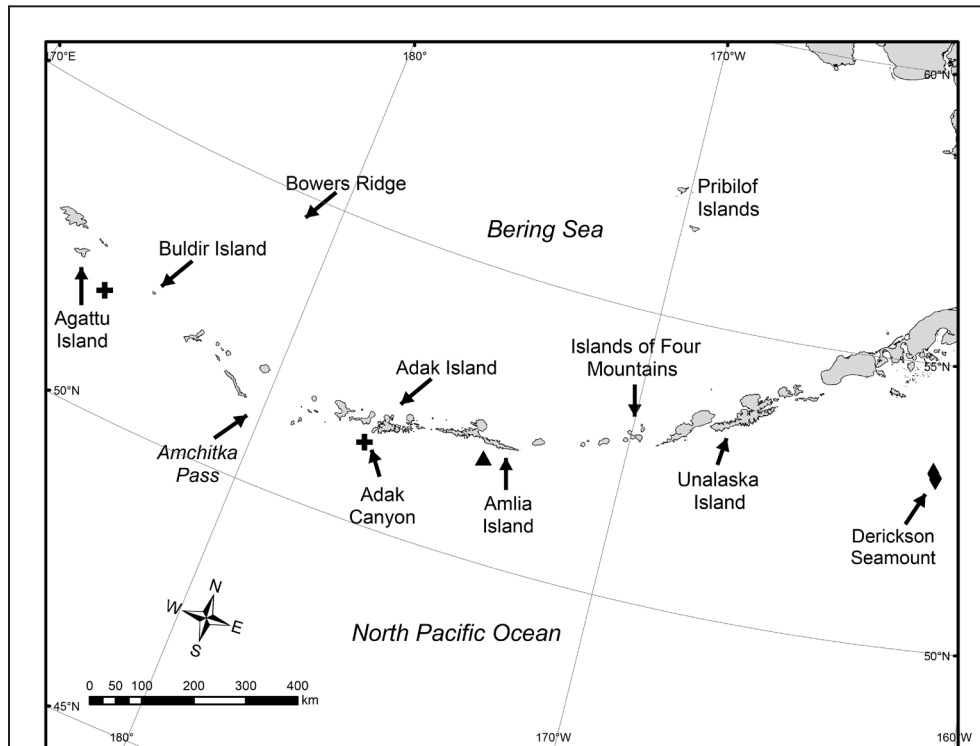 170°E
180°
170°W
60°N
Bowers Ridge
Pribilof
Islands
Bering Sea
Buldir Island
Agattu
Island
Islands of Four
Mountains
Adak Island
55°N
50°N
Amchitka
Pass
Adak
Canyon
Amlia
Island
Unalaska
Island
Derickson
Seamount
N
W
E
S
North Pacific Ocean
50°N
0 50 100 200 300 400
km
45°N
180°
170°W
160°W